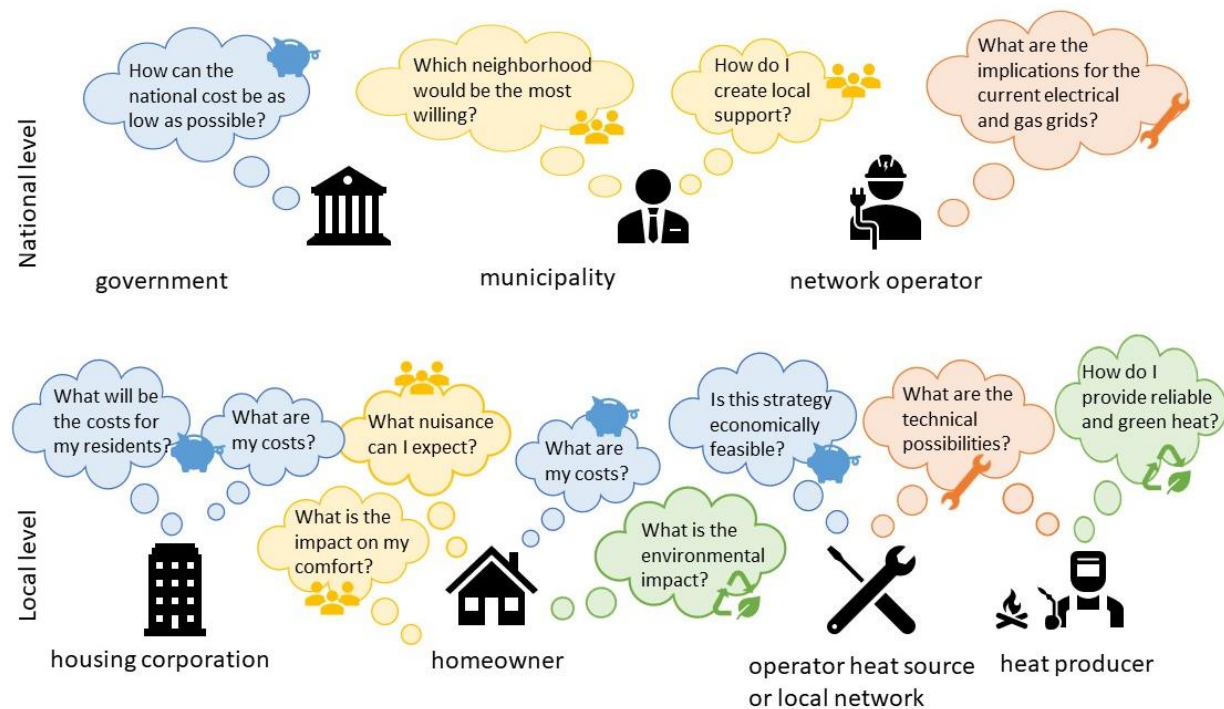 National level
How can the
national cost be as
low as possible?
government
Which neighborhood
would be the most
willing?
How do I
create local
support?
municipality
What are the
implications for the
current electrical
and gas grids?
network operator
Local level
What will be
the costs for
my residents?
What are
my costs?
housing corporation
What nuisance
can I expect?
What is the
impact on my
comfort?
What are
my costs?
What is the
environmental
impact?
homeowner
Is this strategy
economically
feasible?
What are the
technical
possibilities?
operator heat source
or local network
How do I
provide reliable
and green heat?
heat producer